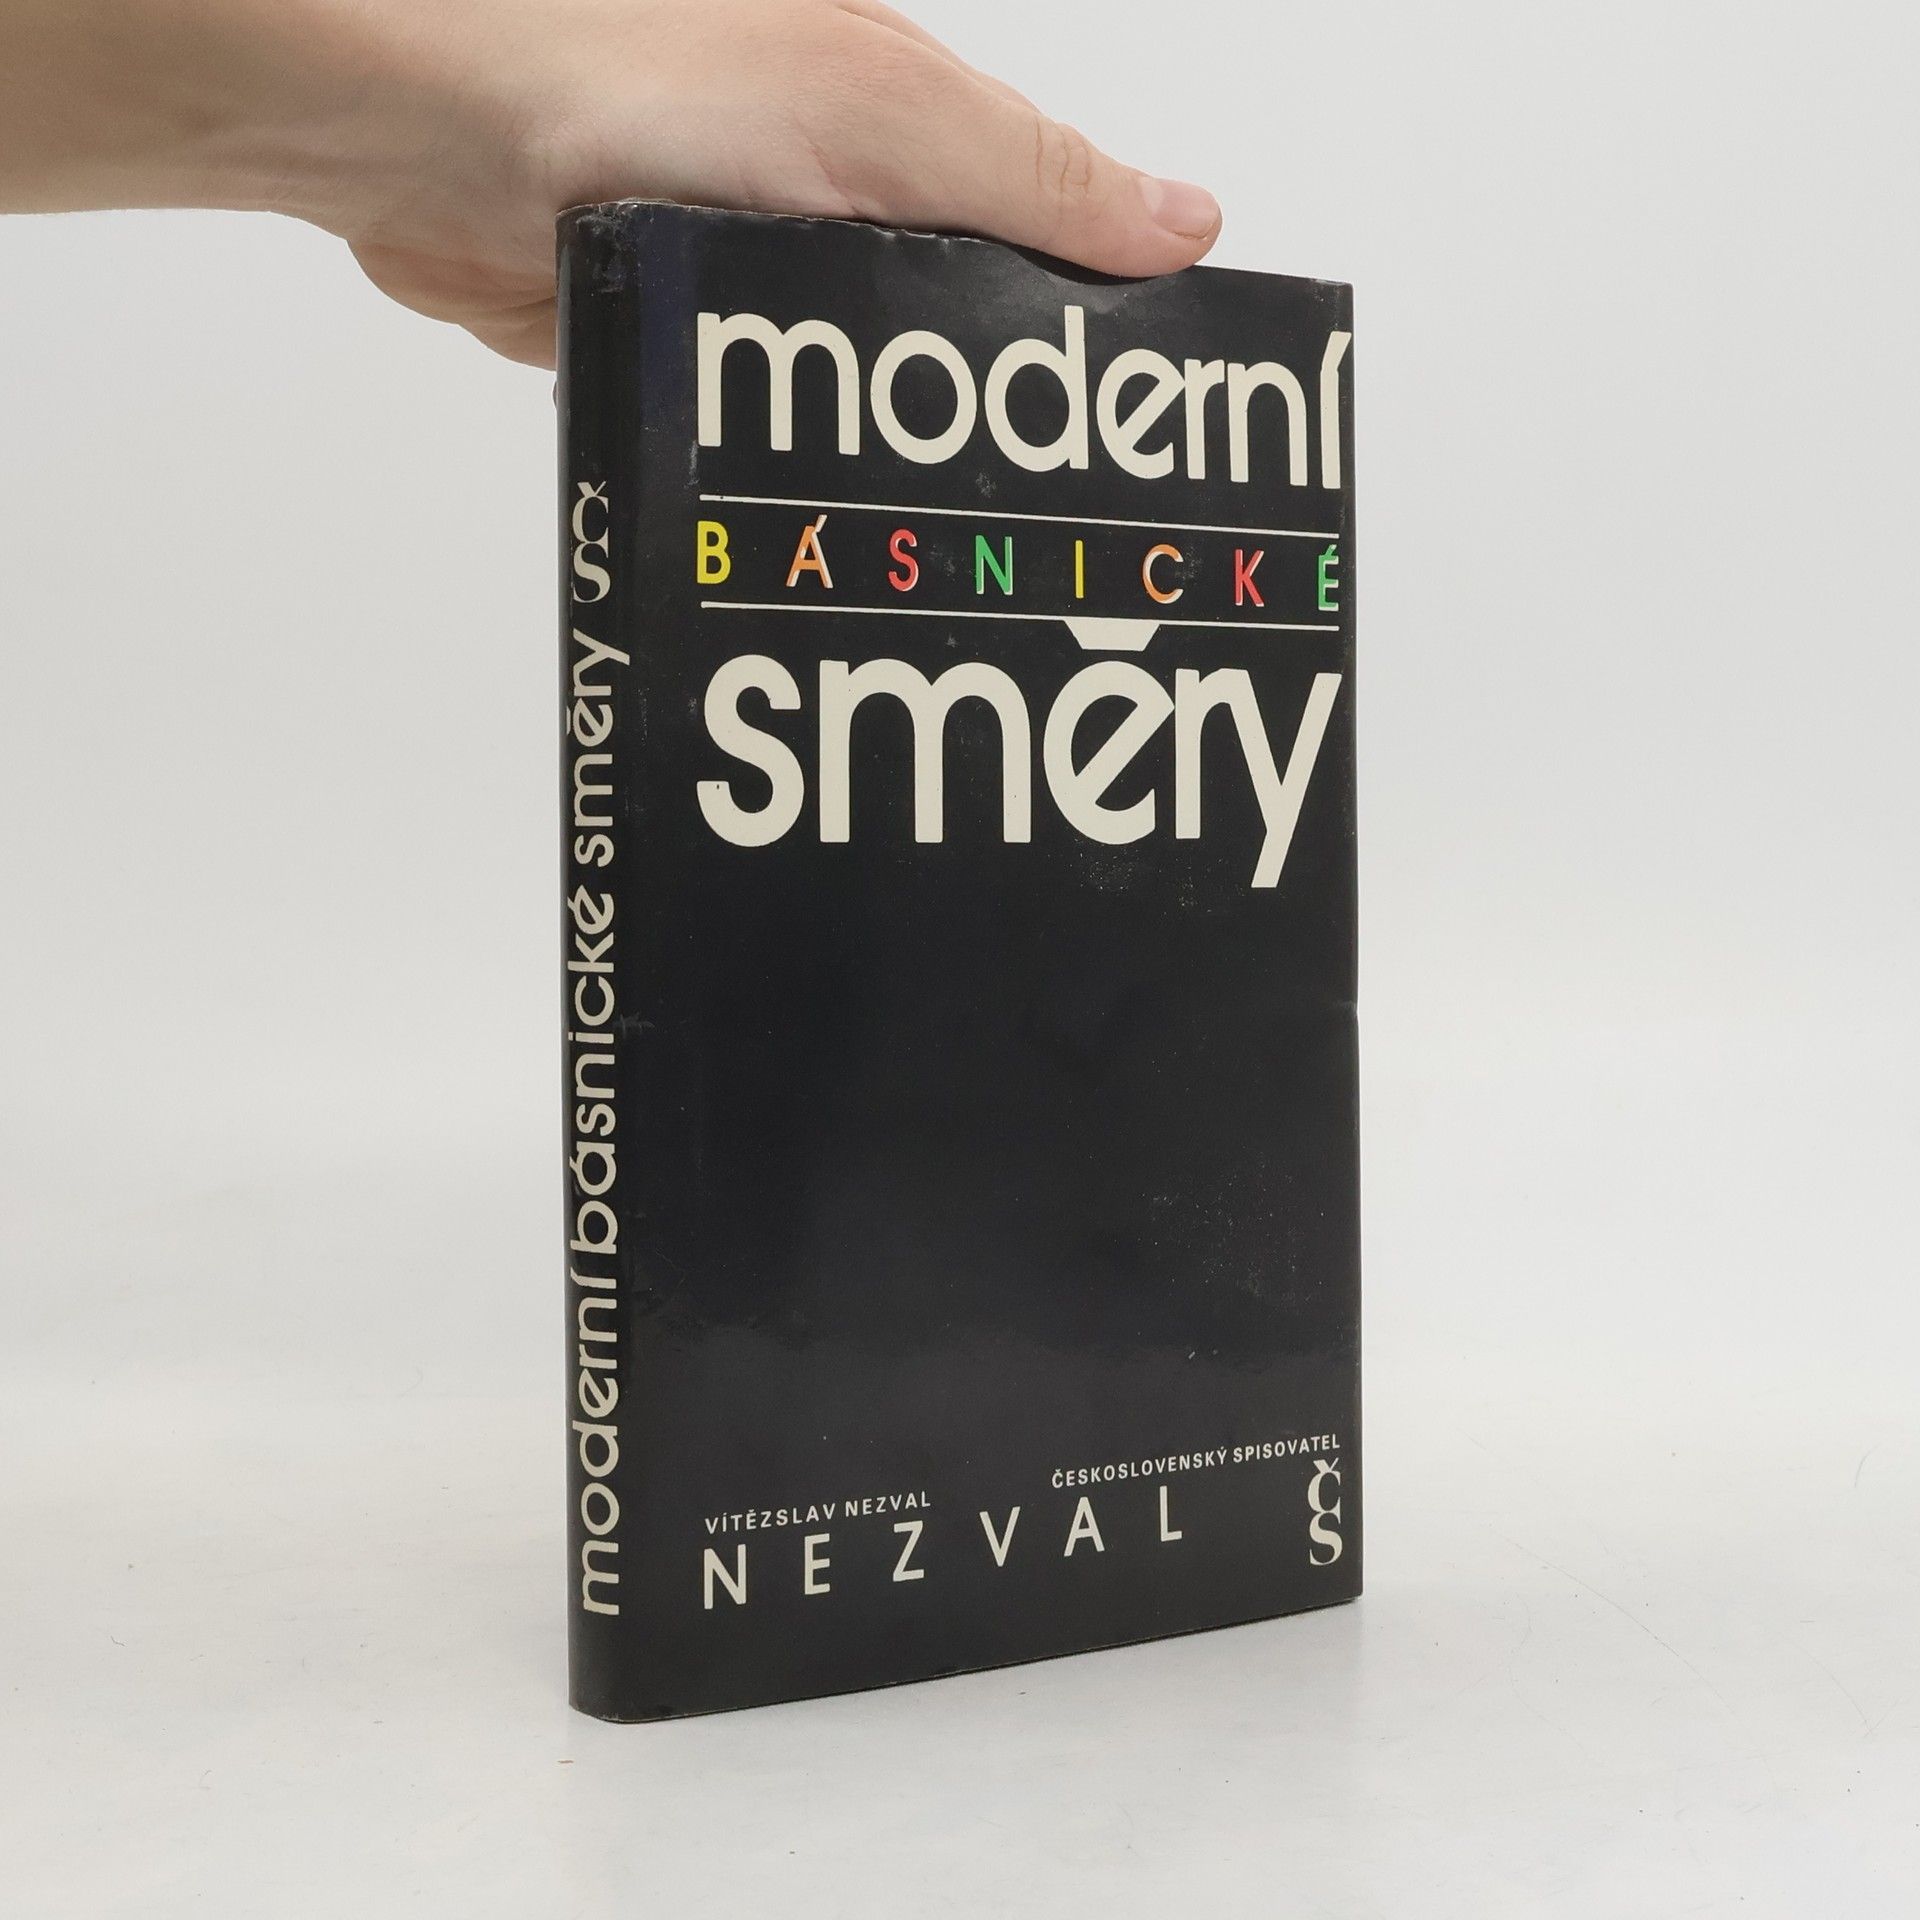 moderní
BÁSNICKÉ
směry
VÍTĚZSLAV NEZVAL
NEZVAL
ČESKOSLOVENSKÝ SPISOVATEL
ČS
moderní básnické směry ČS